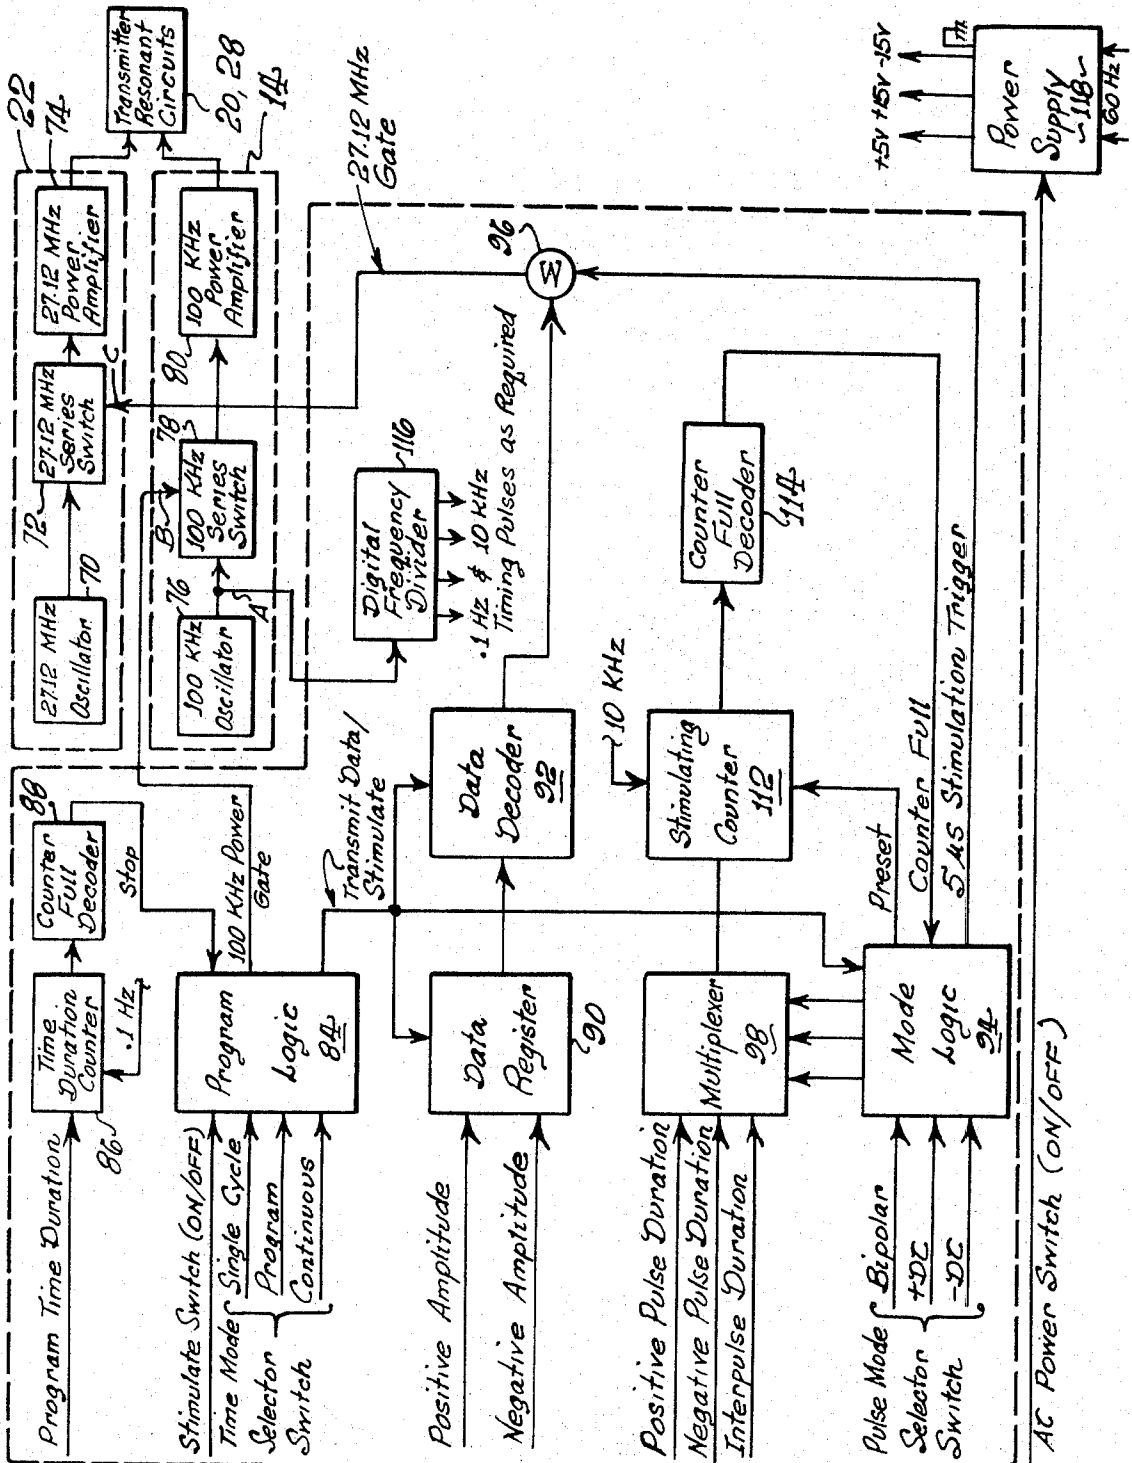 Program Time Duration
86
Time
Duration
Counter
.1 Hz
Counter
Full
Decoder
88
Stop
27.12 MHz
Oscillator
70
72
27.12 MHz
Series
Switch
C
27.12 MHz
Power
Amplifier
22
74
Transmitter
Resonant
Circuits
20, 28
14
100 KHz
Oscillator
76
A
B
100 KHz
Series
Switch
78
80
100 KHz
Power
Amplifier
Stimulate Switch (ON/OFF)
Time Mode
Selector
Switch
Single Cycle
Program
Continuous
Program
Logic
84
100 KHz Power
Gate
Transmit Data/
Stimulate
Digital
Frequency
Divider
116
.1 Hz & 10 KHz
Timing Pulses as Required
27.12 MHz
Gate
Positive Amplitude
Negative Amplitude
Data
Register
90
Data
Decoder
92
W
96
Positive Pulse Duration
Negative Pulse Duration
Interpulse Duration
Multiplexer
98
10 KHz
Stimulating
Counter
112
Counter
Full
Decoder
114
Pulse Mode
Selector
Switch
Bipolar
+DC
-DC
Mode
Logic
94
Preset
Counter Full
5 µs Stimulation Trigger
AC Power Switch (ON/OFF)
Power
Supply
118
60 Hz
+5V +15V -15V